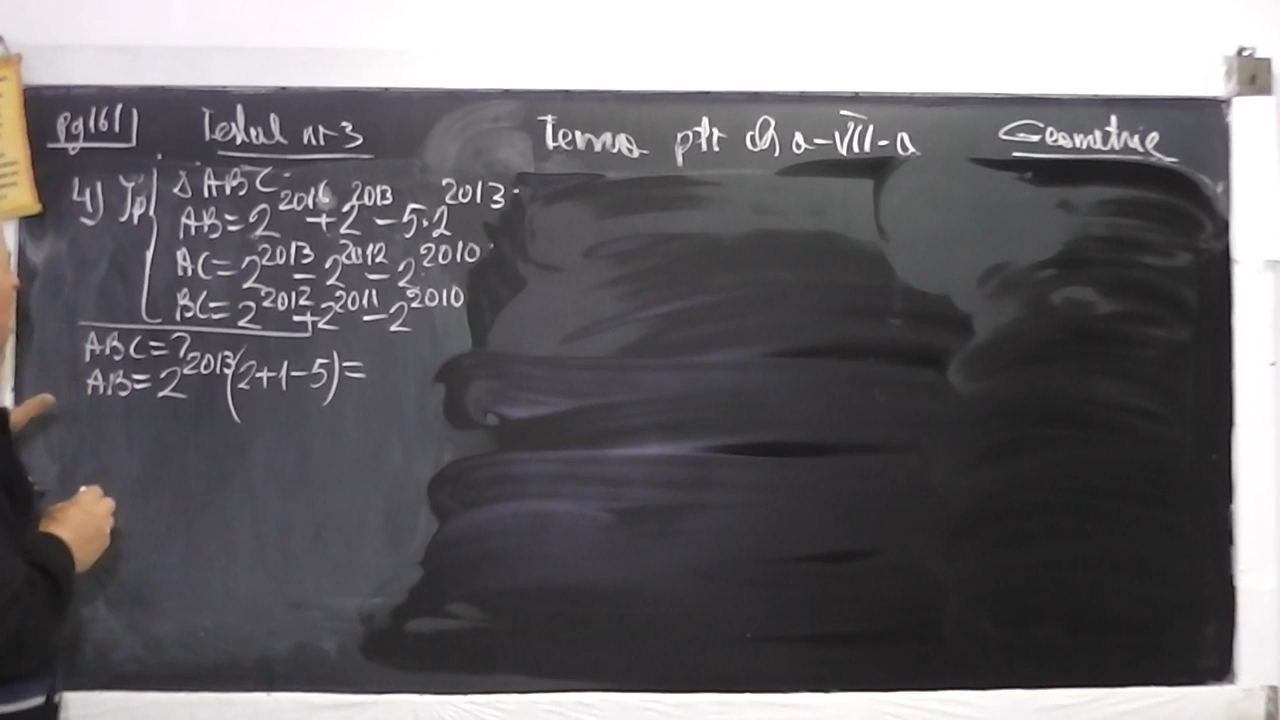 pg 161 Testul nr 3 Tema ptr cls a-VII-a Geometrie
4) Ip Δ ABC
AB = 2^2016 + 2^2013 - 5·2^2013
AC = 2^2013 - 2^2012 - 2^2010
BC = 2^2012 + 2^2011 - 2^2010
ABC = ?
AB = 2^2013(2+1-5) =